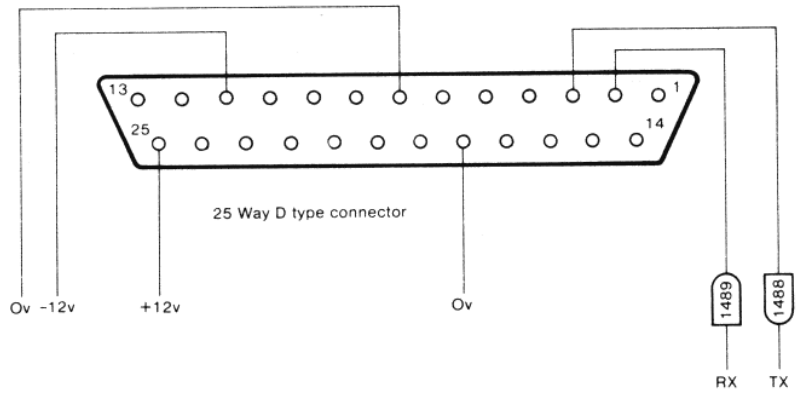 13
1
25
14
25 Way D type connector
Ov -12v +12v Ov
1489
1488
RX TX